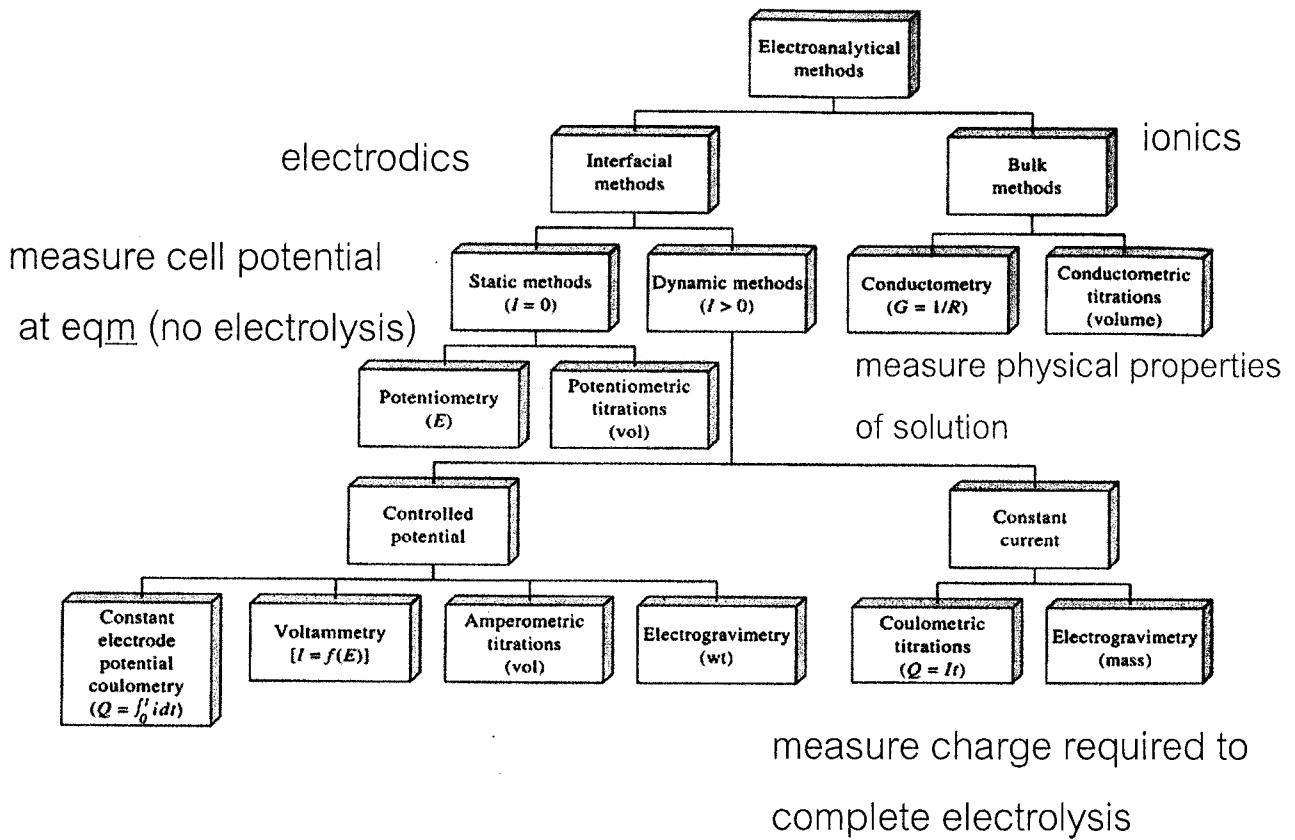 Electroanalytical
methods
electrodics
Interfacial
methods
Bulk
methods
ionics
measure cell potential
at eqm (no electrolysis)
Static methods
(I = 0)
Dynamic methods
(I > 0)
Conductometry
(G = 1/R)
Conductometric
titrations
(volume)
measure physical properties
of solution
Potentiometry
(E)
Potentiometric
titrations
(vol)
Controlled
potential
Constant
current
Constant
electrode
potential
coulometry
(Q = ∫₀ᵗ idt)
Voltammetry
[I = f(E)]
Amperometric
titrations
(vol)
Electrogravimetry
(wt)
Coulometric
titrations
(Q = It)
Electrogravimetry
(mass)
measure charge required to
complete electrolysis